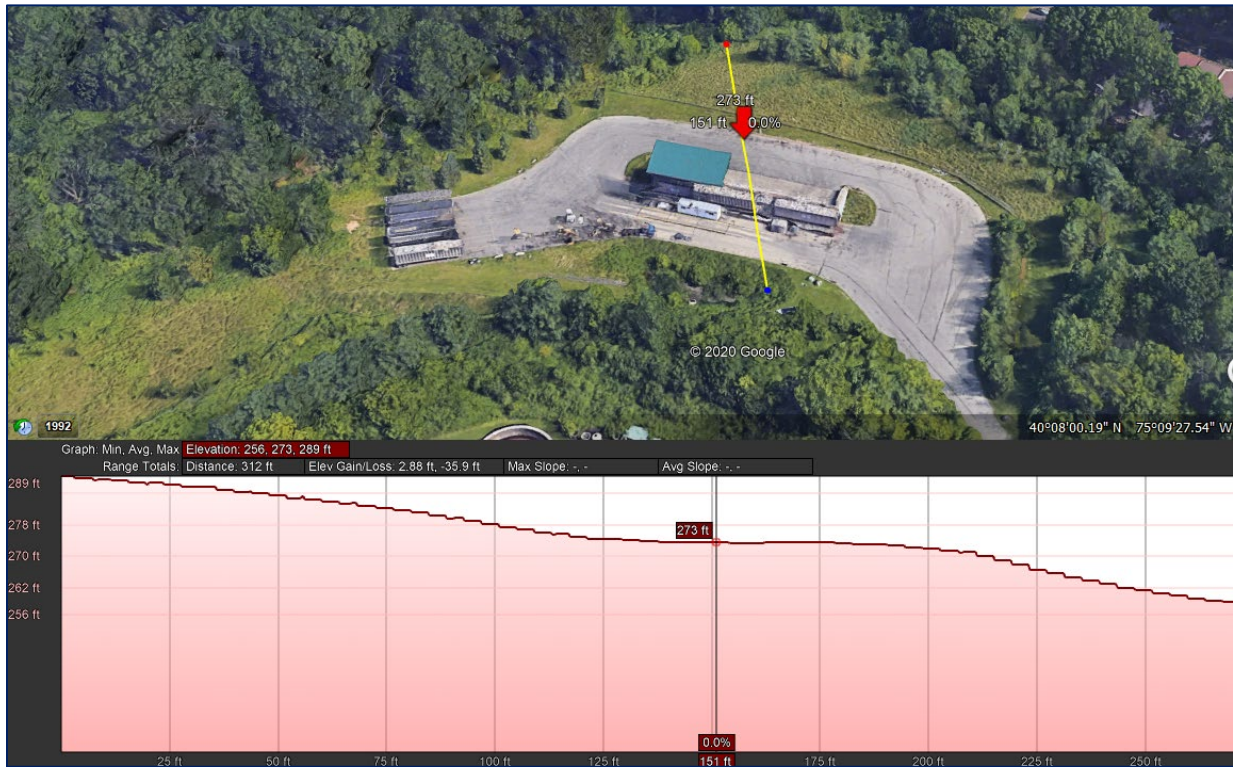 273 ft
151 ft 0.0%
© 2020 Google
1992
40°08'00.19" N 75°09'27.54" W
Graph: Min, Avg, Max Elevation: 256, 273, 289 ft
Range Totals: Distance: 312 ft Elev Gain/Loss: 2.88 ft, -35.9 ft Max Slope: -, - Avg Slope: -, -
289 ft
278 ft
273 ft
270 ft
262 ft
256 ft
0.0%
25 ft 50 ft 75 ft 100 ft 125 ft 151 ft 175 ft 200 ft 225 ft 250 ft